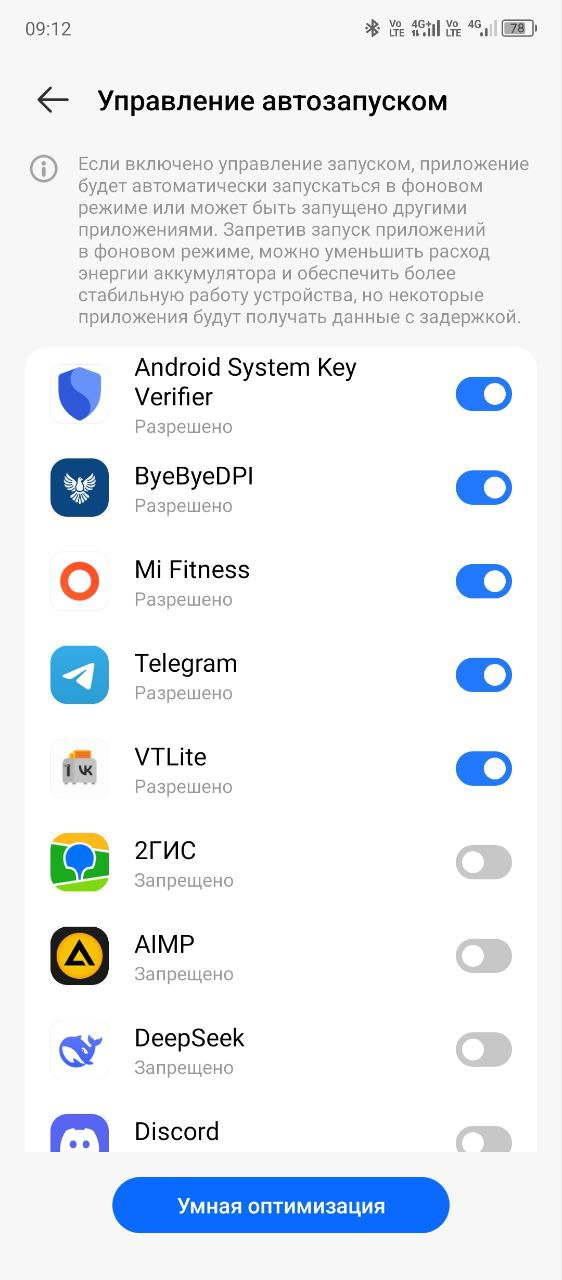 09:12
Vo LTE 4G+ Vo LTE 4G 78
Управление автозапуском
Если включено управление запуском, приложение
будет автоматически запускаться в фоновом
режиме или может быть запущено другими
приложениями. Запретив запуск приложений
в фоновом режиме, можно уменьшить расход
энергии аккумулятора и обеспечить более
стабильную работу устройства, но некоторые
приложения будут получать данные с задержкой.
Android System Key
Verifier
Разрешено
ByeByeDPI
Разрешено
Mi Fitness
Разрешено
Telegram
Разрешено
VTLite
Разрешено
2ГИС
Запрещено
AIMP
Запрещено
DeepSeek
Запрещено
Discord
Умная оптимизация